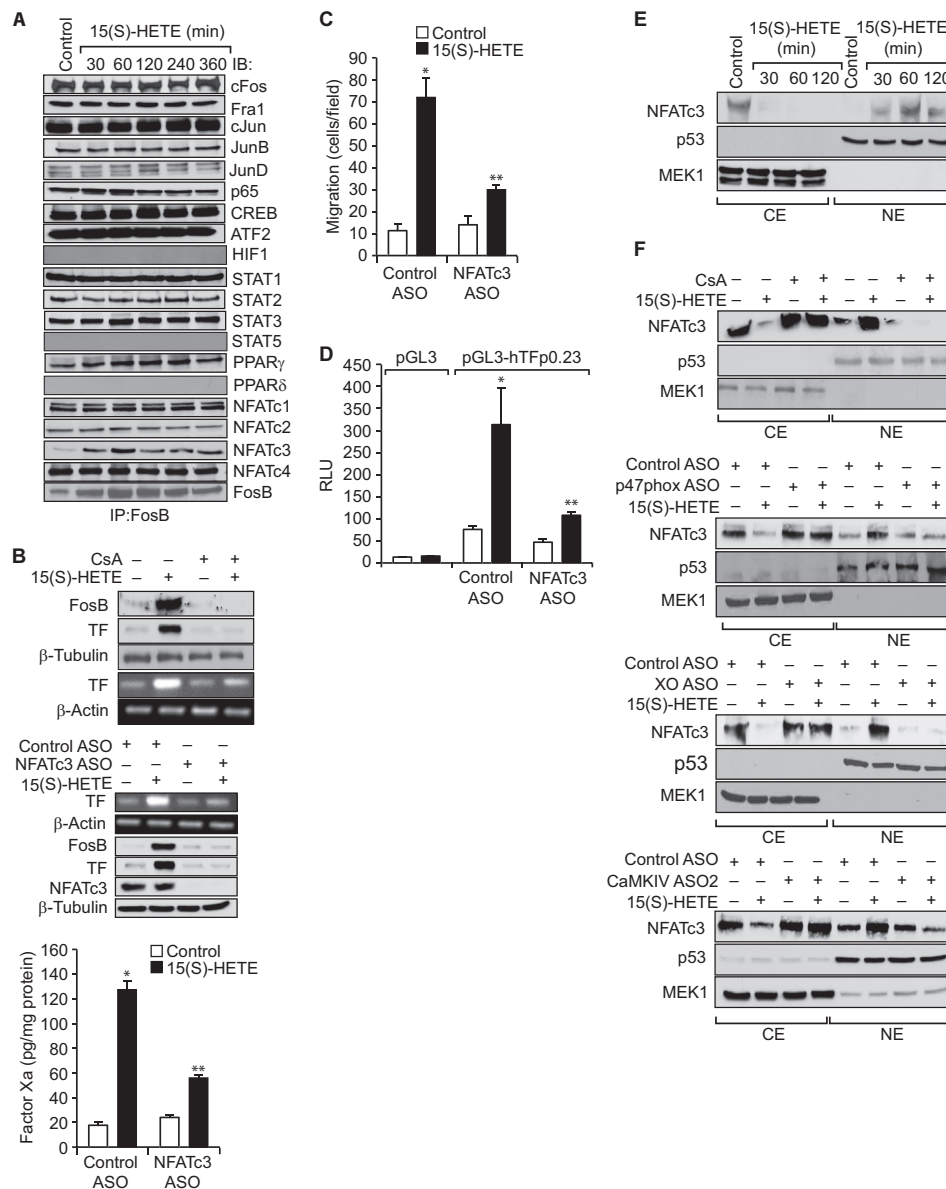 A
Control
15(S)-HETE (min)
30 60 120 240 360 IB:
cFos
Fra1
cJun
JunB
JunD
p65
CREB
ATF2
HIF1
STAT1
STAT2
STAT3
STAT5
PPARγ
PPARδ
NFATc1
NFATc2
NFATc3
NFATc4
FosB
IP:FosB
B
CsA – – + +
15(S)-HETE – + – +
FosB
TF
β-Tubulin
TF
β-Actin
Control ASO + + – –
NFATc3 ASO – – + +
15(S)-HETE – + – +
TF
β-Actin
FosB
TF
NFATc3
β-Tubulin
Control
15(S)-HETE
Factor Xa (pg/mg protein)
160
140
120
100
80
60
40
20
0
*
**
Control ASO
NFATc3 ASO
C
Control
15(S)-HETE
Migration (cells/field)
90
80
70
60
50
40
30
20
10
0
*
**
Control ASO
NFATc3 ASO
D
pGL3
pGL3-hTFp0.23
RLU
450
400
350
300
250
200
150
100
50
0
*
**
Control ASO
NFATc3 ASO
E
Control
15(S)-HETE (min)
30 60 120
Control
15(S)-HETE (min)
30 60 120
NFATc3
p53
MEK1
CE
NE
F
CsA – – + + – – + +
15(S)-HETE – + – + – + – +
NFATc3
p53
MEK1
CE
NE
Control ASO + + – – + + – –
p47phox ASO – – + + – – + +
15(S)-HETE – + – + – + – +
NFATc3
p53
MEK1
CE
NE
Control ASO + + – – + + – –
XO ASO – – + + – – + +
15(S)-HETE – + – + – + – +
NFATc3
p53
MEK1
CE
NE
Control ASO + + – – + + – –
CaMKIV ASO2 – – + + – – + +
15(S)-HETE – + – + – + – +
NFATc3
p53
MEK1
CE
NE